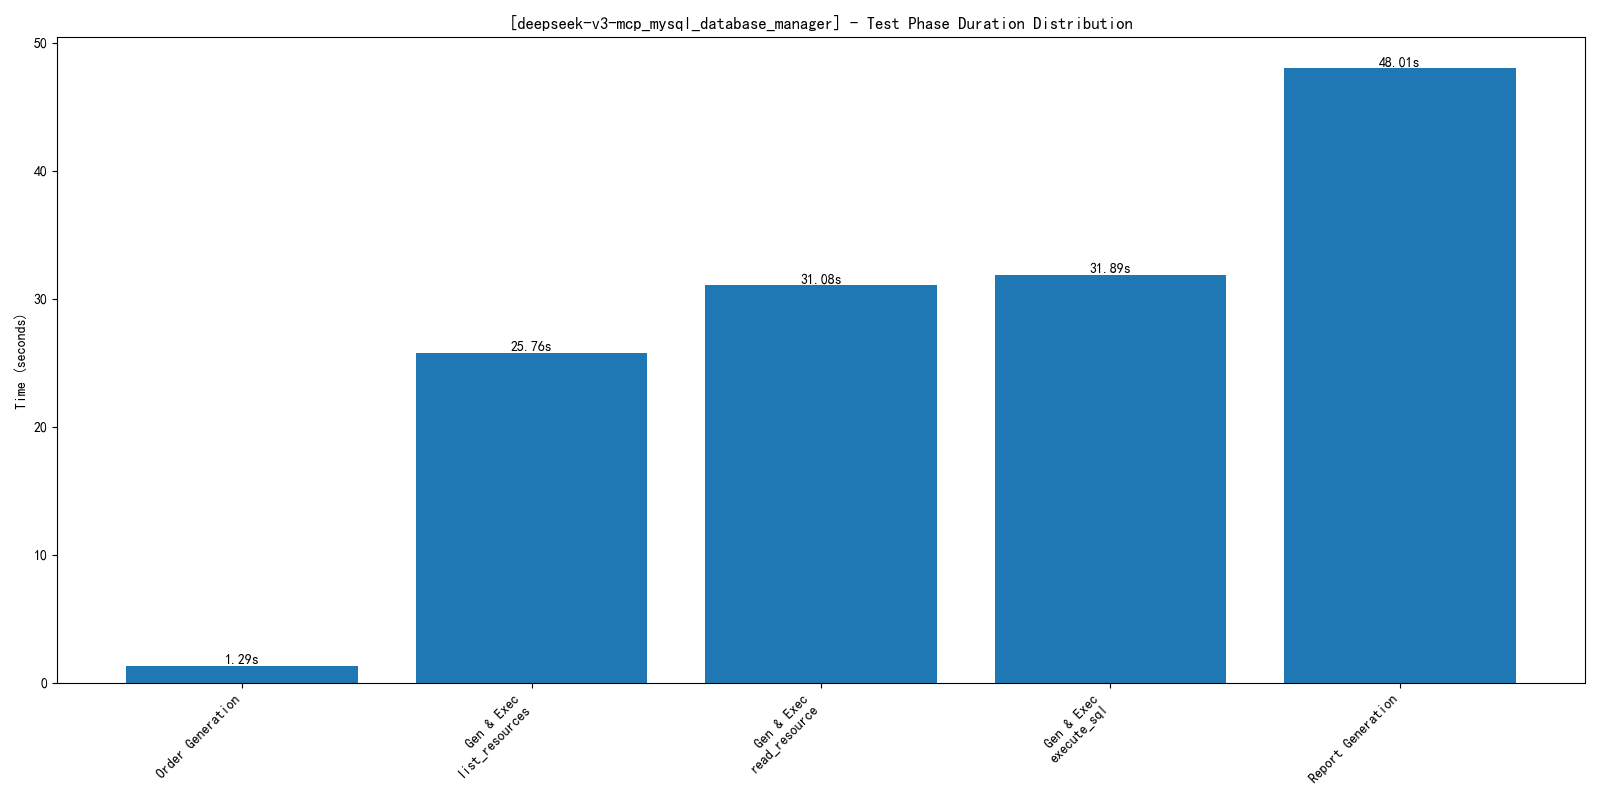 [deepseek-v3-mcp_mysql_database_manager] - Test Phase Duration Distribution
50
40
30
20
10
0
Time (seconds)
1.29s
25.76s
31.08s
31.89s
48.01s
Order Generation
Gen & Exec
list_resources
Gen & Exec
read_resource
Gen & Exec
execute_sql
Report Generation